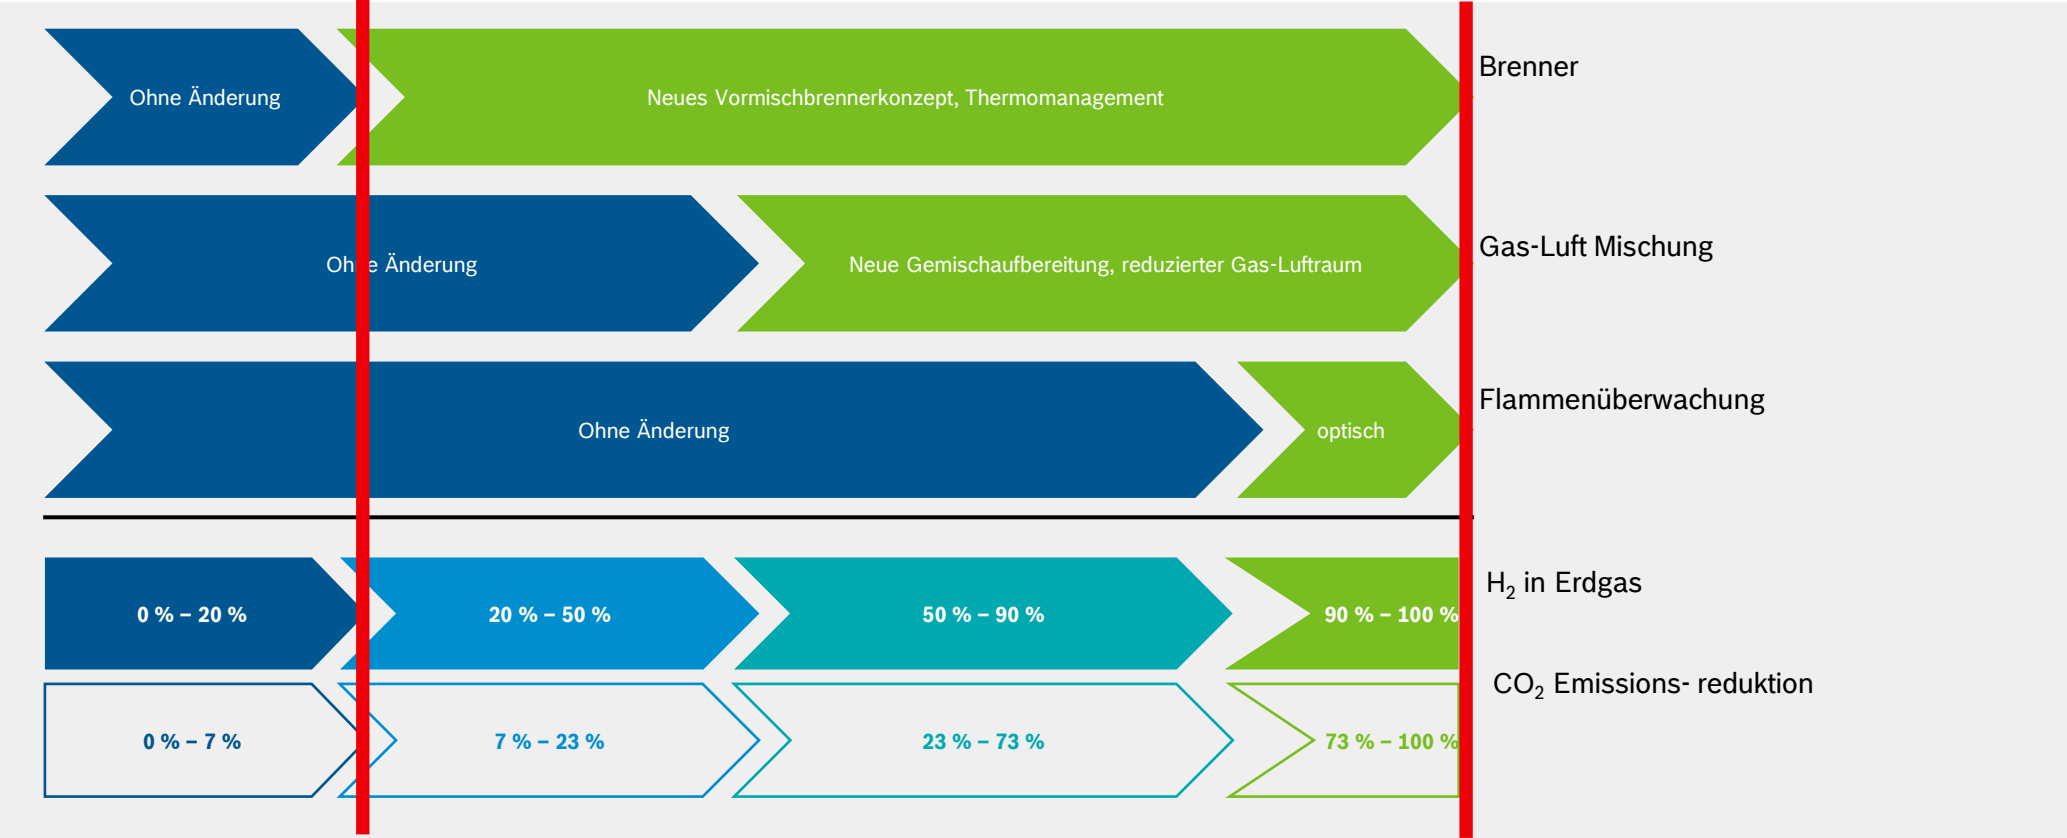 Brenner
Ohne Änderung
Neues Vormischbrennerkonzept, Thermomanagement
Gas-Luft Mischung
Ohne Änderung
Neue Gemischaufbereitung, reduzierter Gas-Luftraum
Flammenüberwachung
Ohne Änderung
optisch
H₂ in Erdgas
0 % – 20 %
20 % – 50 %
50 % – 90 %
90 % – 100 %
CO₂ Emissions- reduktion
0 % – 7 %
7 % – 23 %
23 % – 73 %
73 % – 100 %